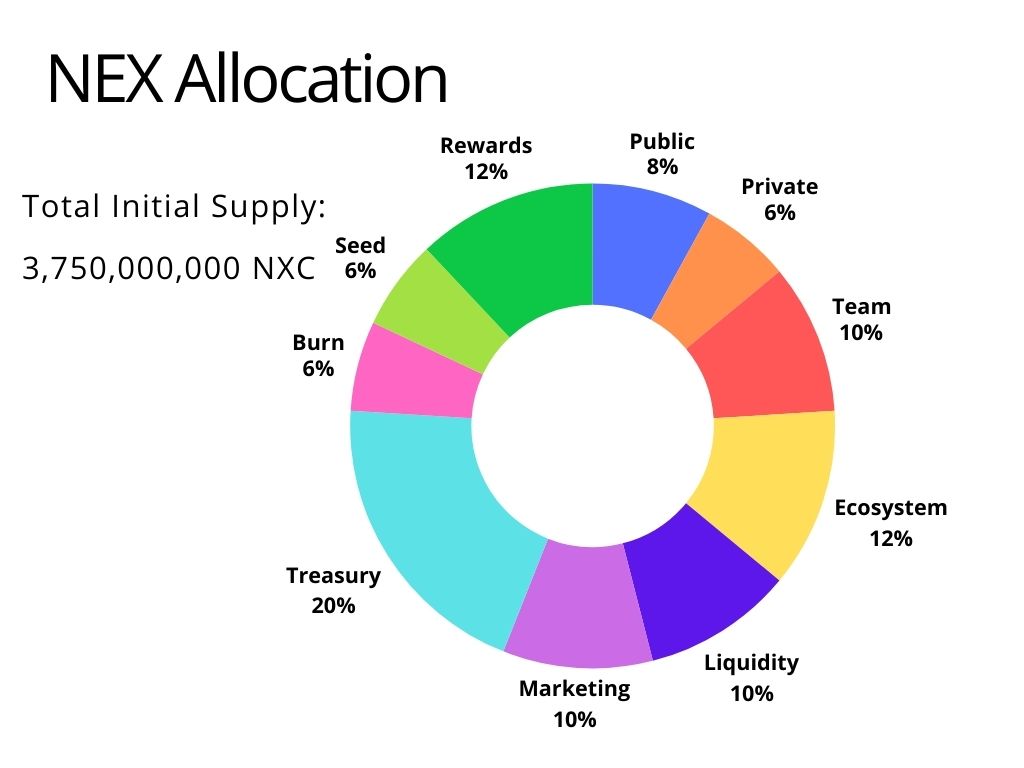 NEX Allocation
Total Initial Supply:
3,750,000,000 NXC
Rewards
12%
Public
8%
Private
6%
Seed
6%
Team
10%
Burn
6%
Ecosystem
12%
Treasury
20%
Liquidity
10%
Marketing
10%